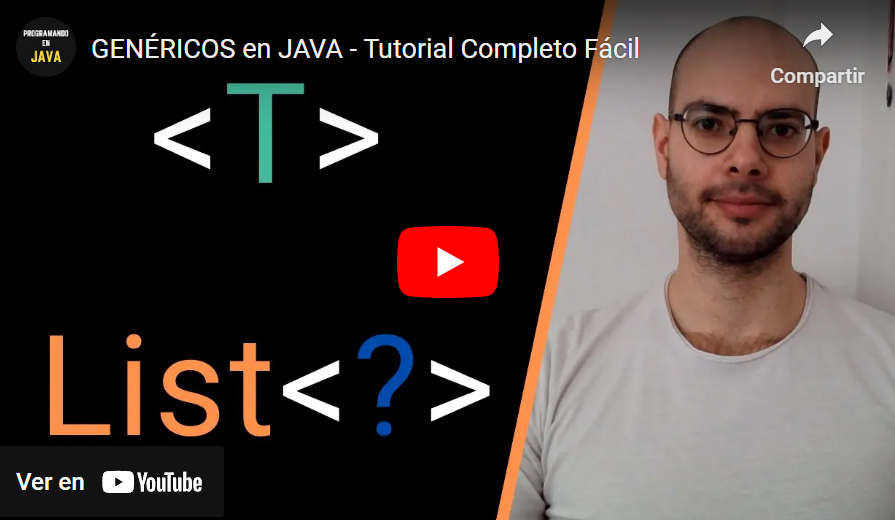 PROGRAMANDO
EN
JAVA
GENÉRICOS en JAVA - Tutorial Completo Fácil
Compartir
<T>
List<?>
Ver en YouTube